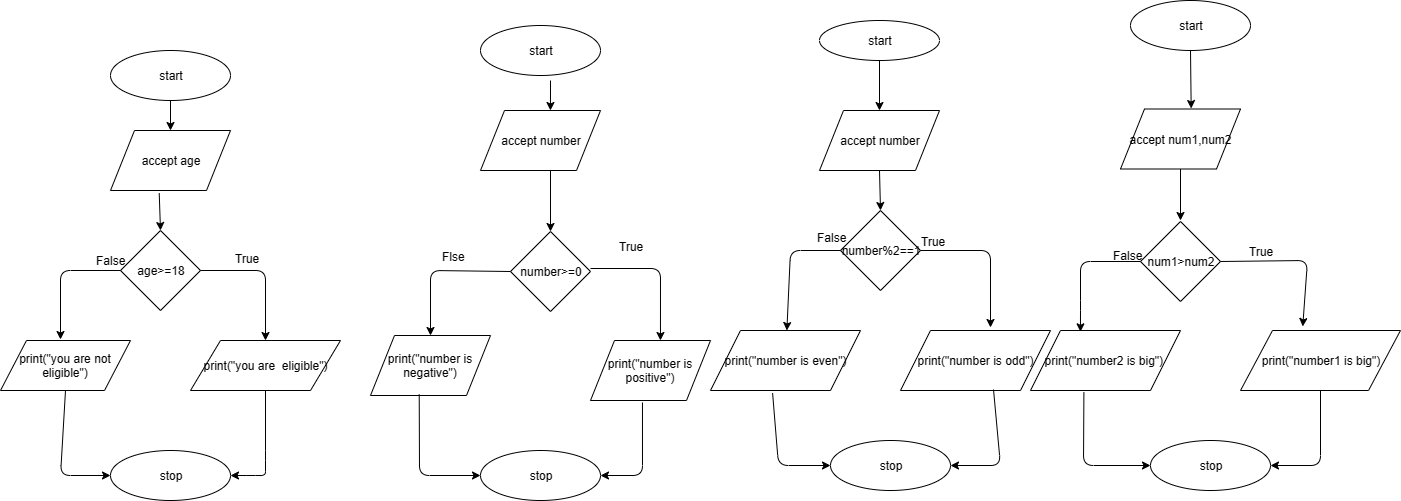 start
accept age
False
True
age>=18
print("you are not
eligible")
print("you are  eligible")
stop
start
accept number
Flse
True
number>=0
print("number is
negative")
print("number is
positive")
stop
start
accept number
False
True
number%2==1
print("number is even")
print("number is odd")
stop
start
accept num1,num2
False
True
num1>num2
print("number2 is big")
print("number1 is big")
stop